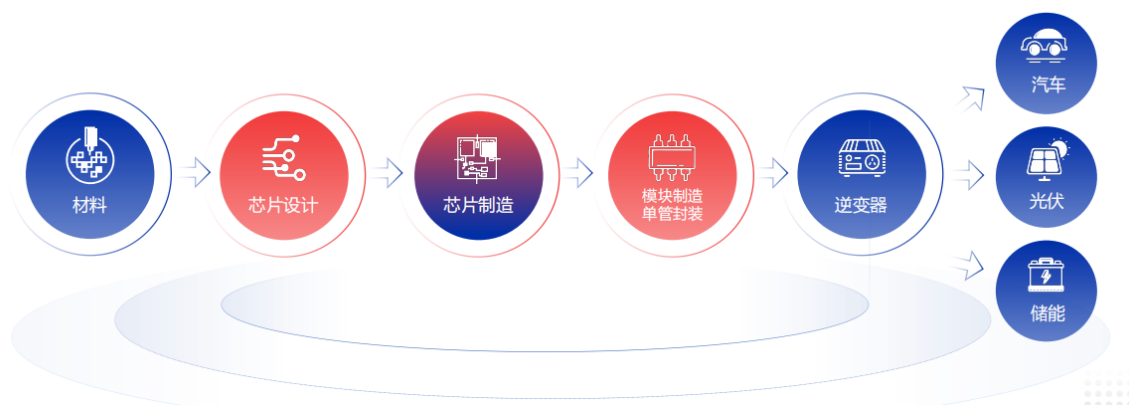 材料
芯片设计
芯片制造
模块制造
单管封装
逆变器
汽车
光伏
储能